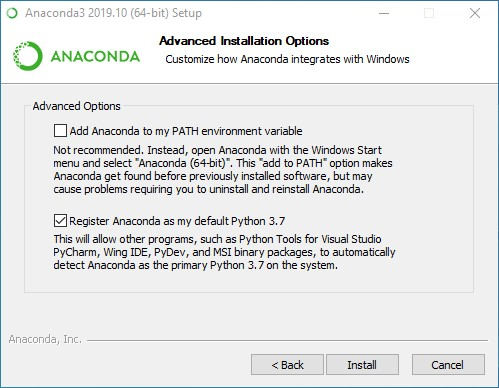 Anaconda3 2019.10 (64-bit) Setup
ANACONDA
Advanced Installation Options
Customize how Anaconda integrates with Windows
Advanced Options
Add Anaconda to my PATH environment variable
Not recommended. Instead, open Anaconda with the Windows Start
menu and select "Anaconda (64-bit)". This "add to PATH" option makes
Anaconda get found before previously installed software, but may
cause problems requiring you to uninstall and reinstall Anaconda.
Register Anaconda as my default Python 3.7
This will allow other programs, such as Python Tools for Visual Studio
PyCharm, Wing IDE, PyDev, and MSI binary packages, to automatically
detect Anaconda as the primary Python 3.7 on the system.
Anaconda, Inc.
< Back
Install
Cancel